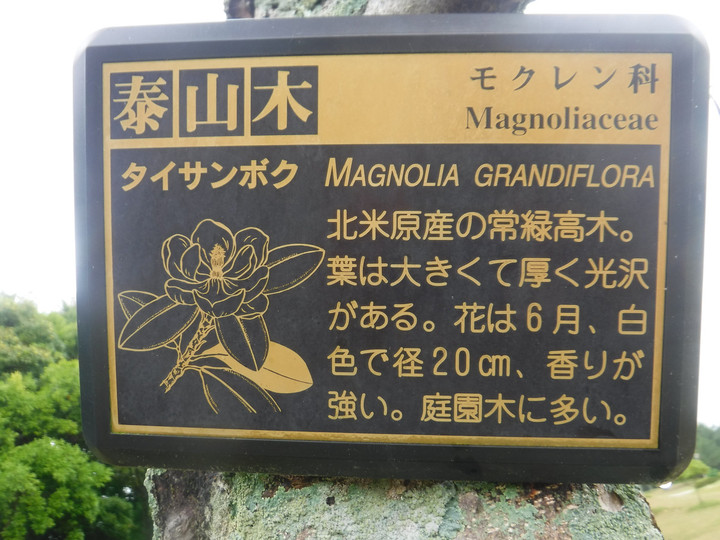 泰山木
モクレン科
Magnoliaceae
タイサンボク MAGNOLIA GRANDIFLORA
北米原産の常緑高木。
葉は大きくて厚く光沢
がある。花は6月、白
色で径20cm、香りが
強い。庭園木に多い。